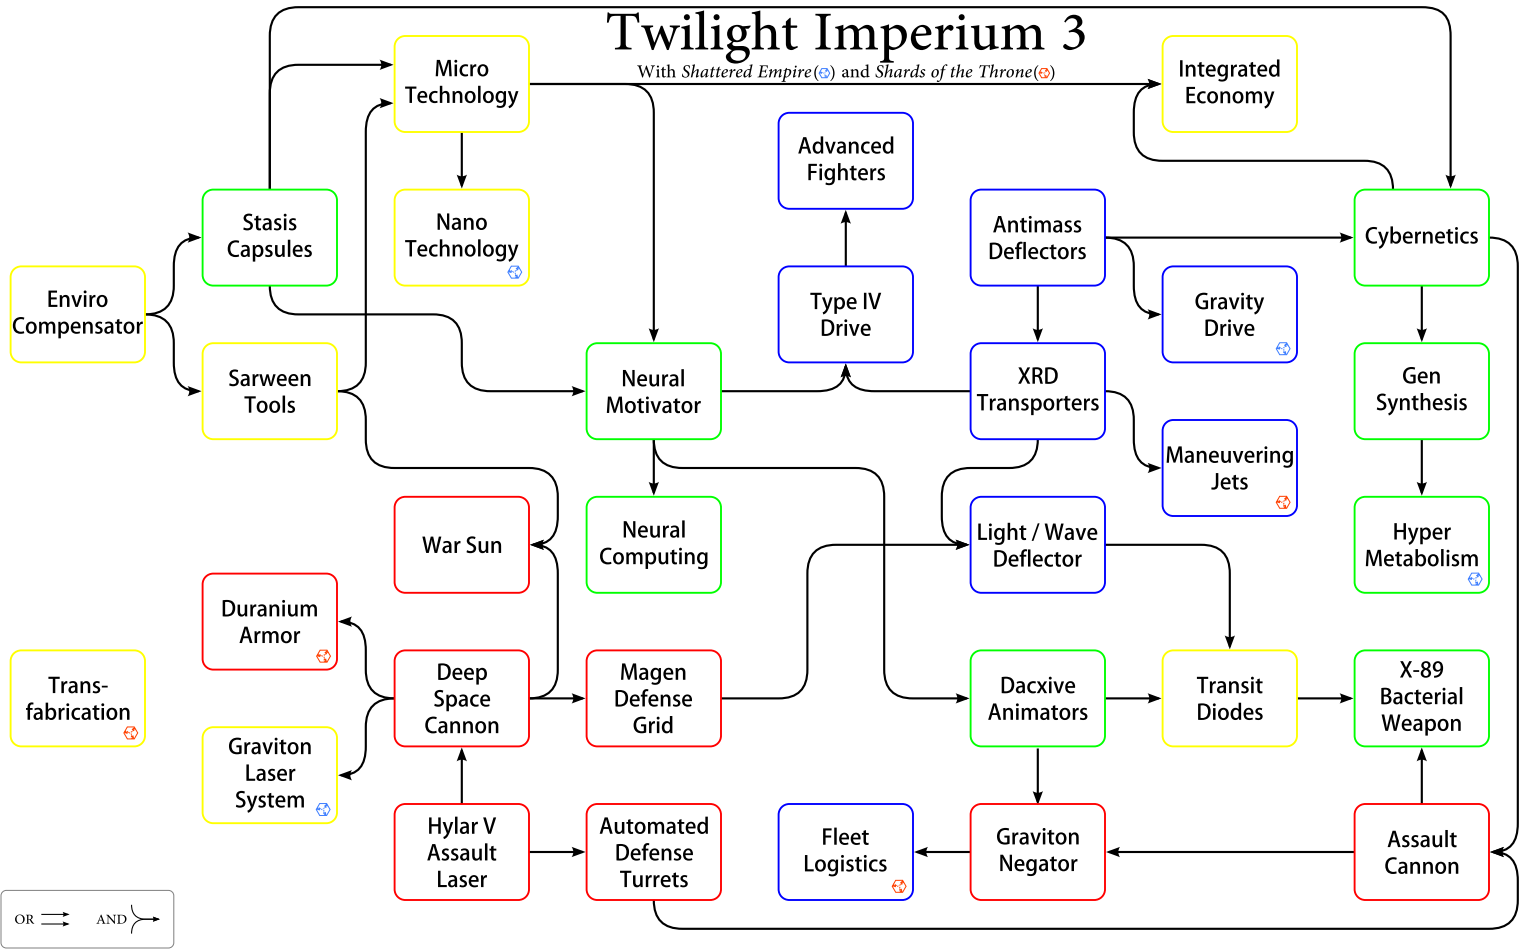 Twilight Imperium 3
With Shattered Empire( ) and Shards of the Throne( )
Micro
Technology
Integrated
Economy
Advanced
Fighters
Stasis
Capsules
Nano
Technology
Antimass
Deflectors
Cybernetics
Enviro
Compensator
Type IV
Drive
Gravity
Drive
Sarween
Tools
Neural
Motivator
XRD
Transporters
Gen
Synthesis
Maneuvering
Jets
War Sun
Neural
Computing
Light / Wave
Deflector
Hyper
Metabolism
Duranium
Armor
Trans-
fabrication
Deep
Space
Cannon
Magen
Defense
Grid
Dacxive
Animators
Transit
Diodes
X-89
Bacterial
Weapon
Graviton
Laser
System
Hylar V
Assault
Laser
Automated
Defense
Turrets
Fleet
Logistics
Graviton
Negator
Assault
Cannon
OR AND